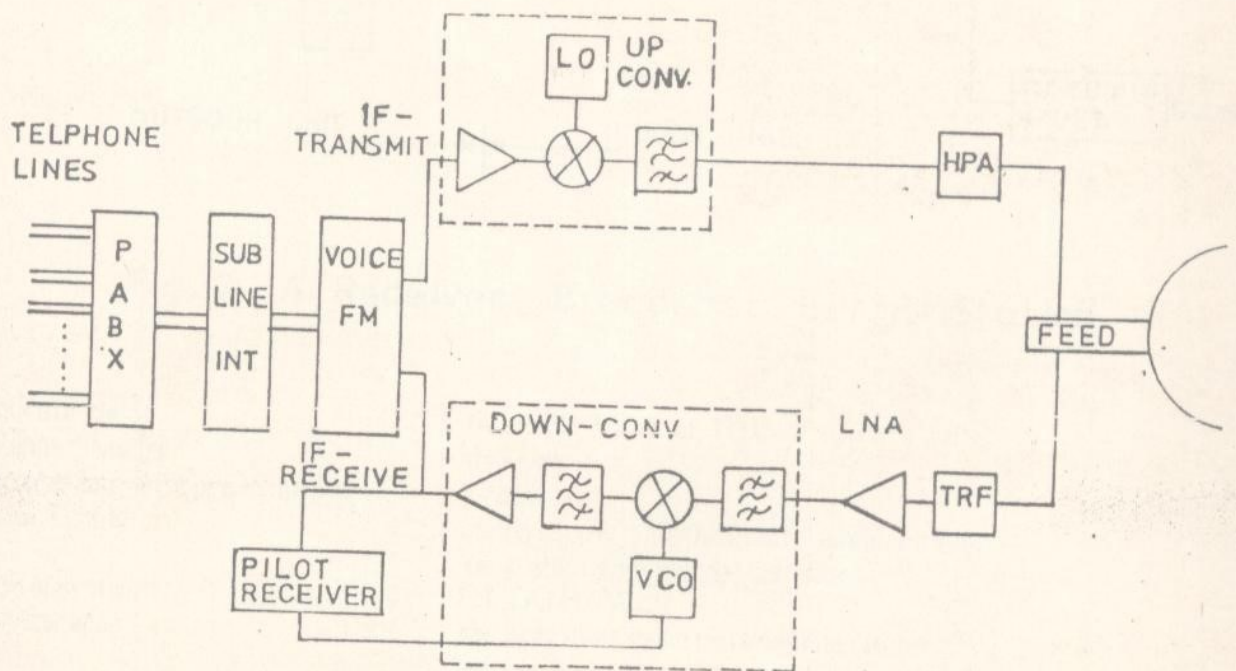 TELPHONE
LINES
PABX
SUB
LINE
INT
VOICE
FM
IF-
TRANSMIT
LO
UP
CONV.
HPA
FEED
DOWN-CONV
LNA
TRF
IF-
RECEIVE
PILOT
RECEIVER
VCO